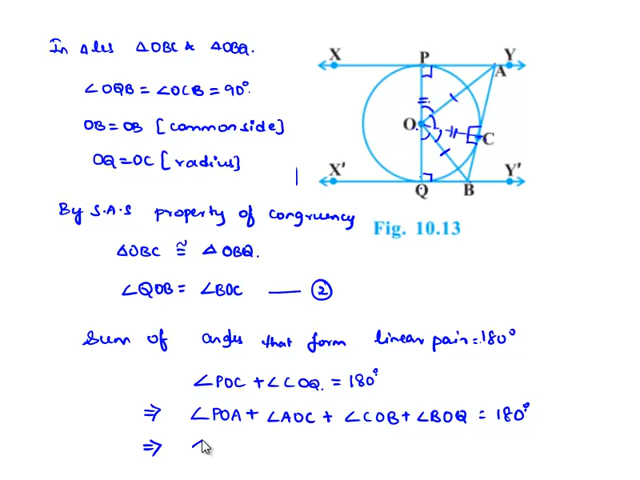 In Δles ΔOBC & ΔOBQ.
∠OQB = ∠OCB = 90°.
OB = OB [common side]
OQ = OC [radius]
By S.A.S property of congruency
ΔOBC ≅ ΔOBQ.
∠QOB = ∠BOC —— ②
Sum of angles that form linear pair = 180°
∠POC + ∠COQ = 180°
⇒ ∠POA + ∠AOC + ∠COB + ∠BOQ = 180°
⇒
X P Y
A
O
C
X' Q B Y'
Fig. 10.13